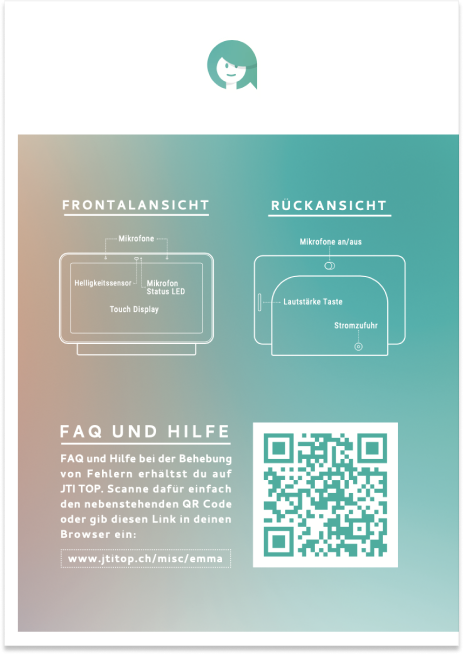 FRONTALANSICHT
Mikrofone
Helligkeitssensor
Mikrofon
Status LED
Touch Display
RÜCKANSICHT
Mikrofone an/aus
Lautstärke Taste
Stromzufuhr
FAQ UND HILFE
FAQ und Hilfe bei der Behebung
von Fehlern erhältst du auf
JTI TOP. Scanne dafür einfach
den nebenstehenden QR Code
oder gib diesen Link in deinen
Browser ein:
www.jtitop.ch/misc/emma